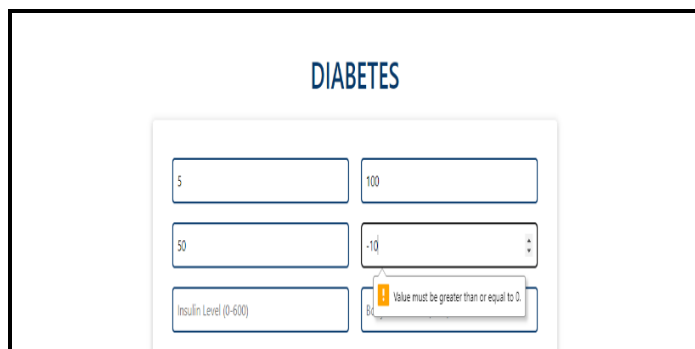 DIABETES
5 100
50 -10
Value must be greater than or equal to 0.
Insulin Level (0-600)